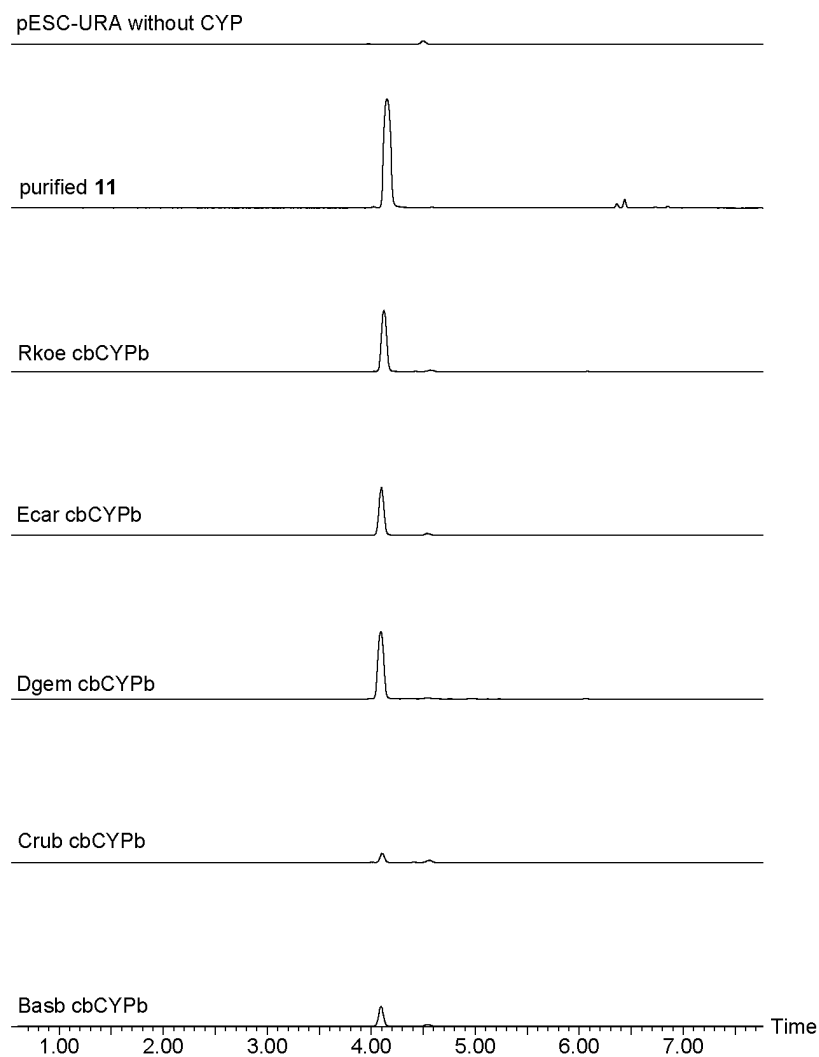 pESC-URA without CYP
purified 11
Rkoe cbCYPb
Ecar cbCYPb
Dgem cbCYPb
Crub cbCYPb
Basb cbCYPb
Time
1.00 2.00 3.00 4.00 5.00 6.00 7.00